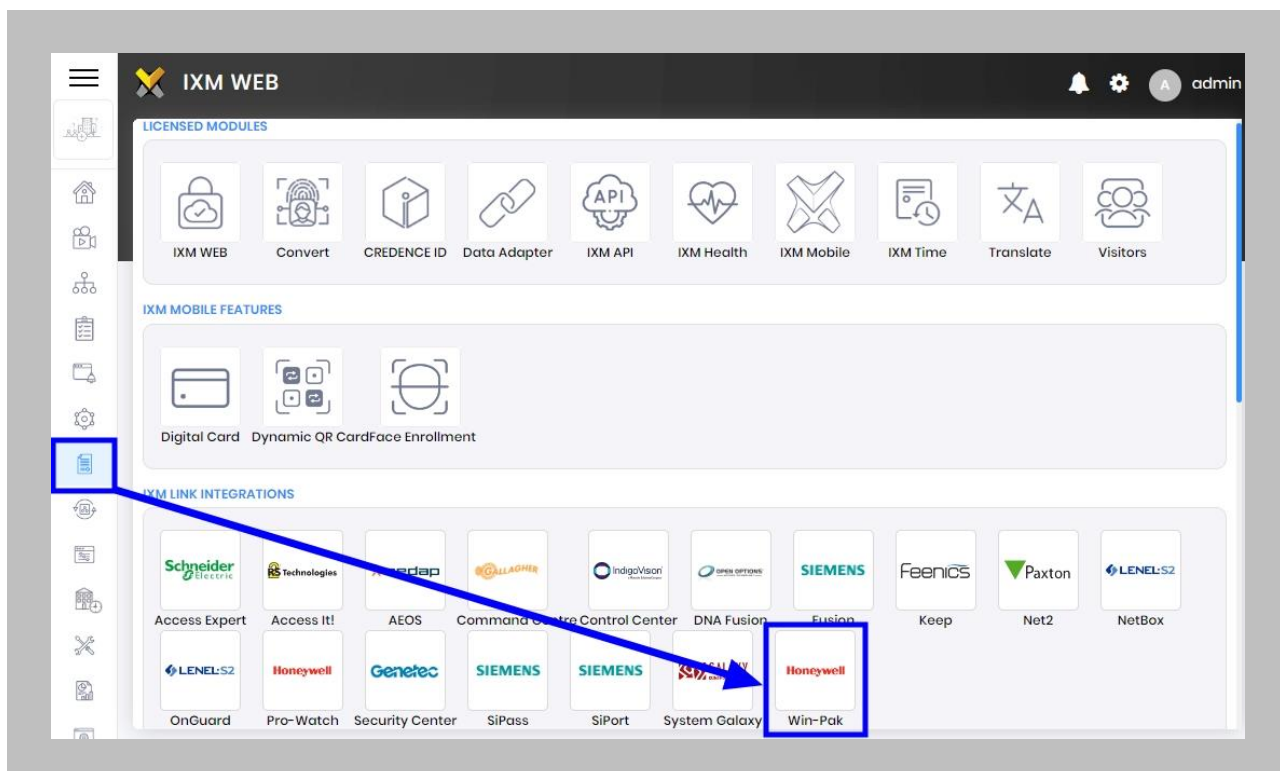 IXM WEB
A admin
LICENSED MODULES
API 文A
IXM WEB Convert CREDENCE ID Data Adapter IXM API IXM Health IXM Mobile IXM Time Translate Visitors
IXM MOBILE FEATURES
Digital Card Dynamic QR Card Face Enrollment
IXM LINK INTEGRATIONS
Schneider Electric RS Technologies nedap GALLAGHER IndigoVision OPEN OPTIONS SIEMENS Feenics Paxton LENEL:S2
Access Expert Access It! AEOS Command Centre Control Center DNA Fusion Fusion Keep Net2 NetBox
LENEL:S2 Honeywell Genetec SIEMENS SIEMENS GALAXY Honeywell
OnGuard Pro-Watch Security Center SiPass SiPort System Galaxy Win-Pak